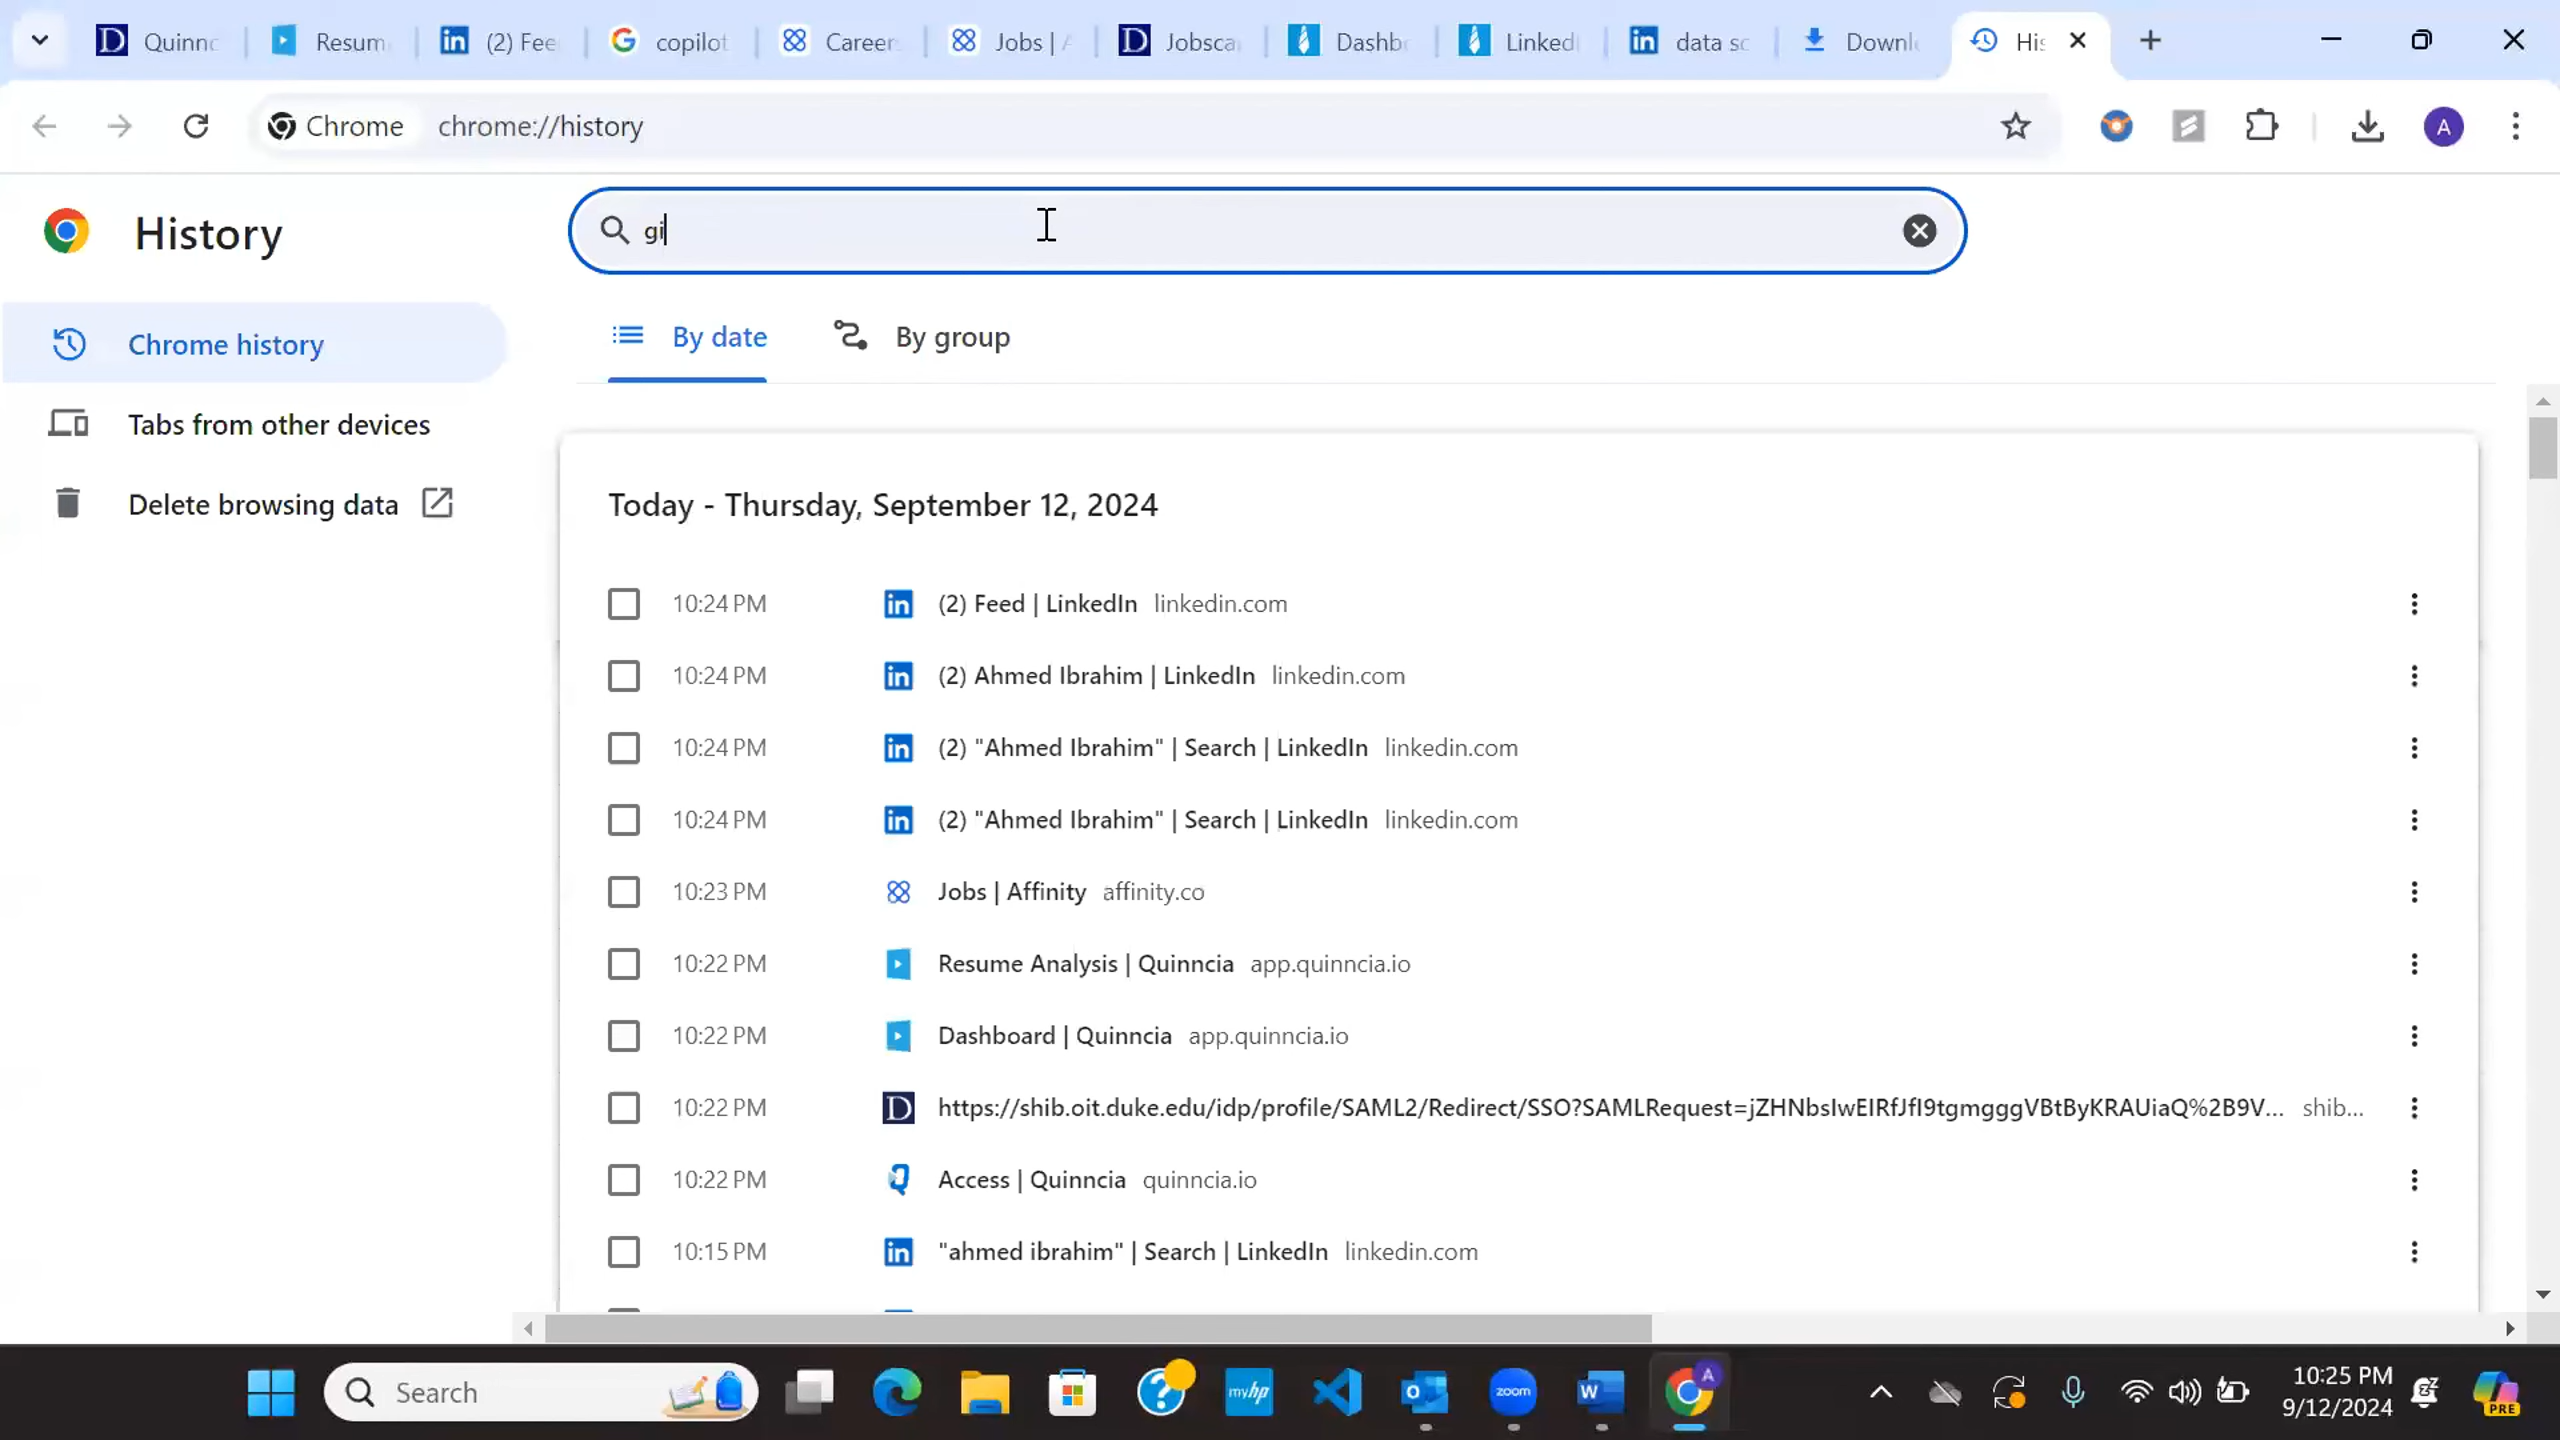 Quinnc Resum (2) Fee copilot Career Jobs | A Jobsca Dashb Linked data sc Downl His
Chrome chrome://history A
History gi
By date By group
Chrome history
Tabs from other devices
Delete browsing data
Today - Thursday, September 12, 2024
10:24 PM (2) Feed | LinkedIn linkedin.com
10:24 PM (2) Ahmed Ibrahim | LinkedIn linkedin.com
10:24 PM (2) "Ahmed Ibrahim" | Search | LinkedIn linkedin.com
10:24 PM (2) "Ahmed Ibrahim" | Search | LinkedIn linkedin.com
10:23 PM Jobs | Affinity affinity.co
10:22 PM Resume Analysis | Quinncia app.quinncia.io
10:22 PM Dashboard | Quinncia app.quinncia.io
10:22 PM https://shib.oit.duke.edu/idp/profile/SAML2/Redirect/SSO?SAMLRequest=jZHNbsIwEIRfJfI9tgmgggVBtByKRAUiaQ%2B9V... shib...
10:22 PM Access | Quinncia quinncia.io
10:15 PM "ahmed ibrahim" | Search | LinkedIn linkedin.com
Search myhp zoom 10:25 PM
9/12/2024 PRE